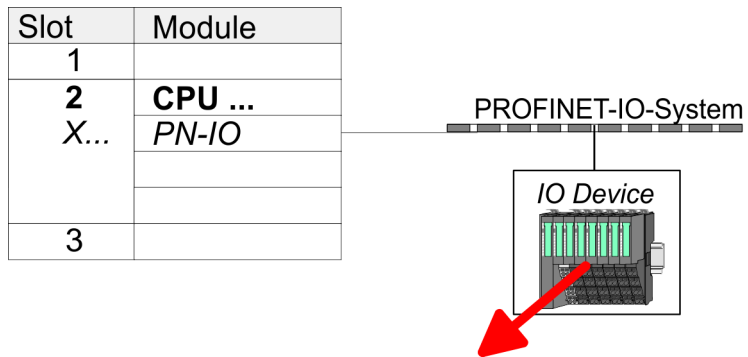 Slot Module
1
2 CPU ...
X... PN-IO
3
PROFINET-IO-System
IO Device